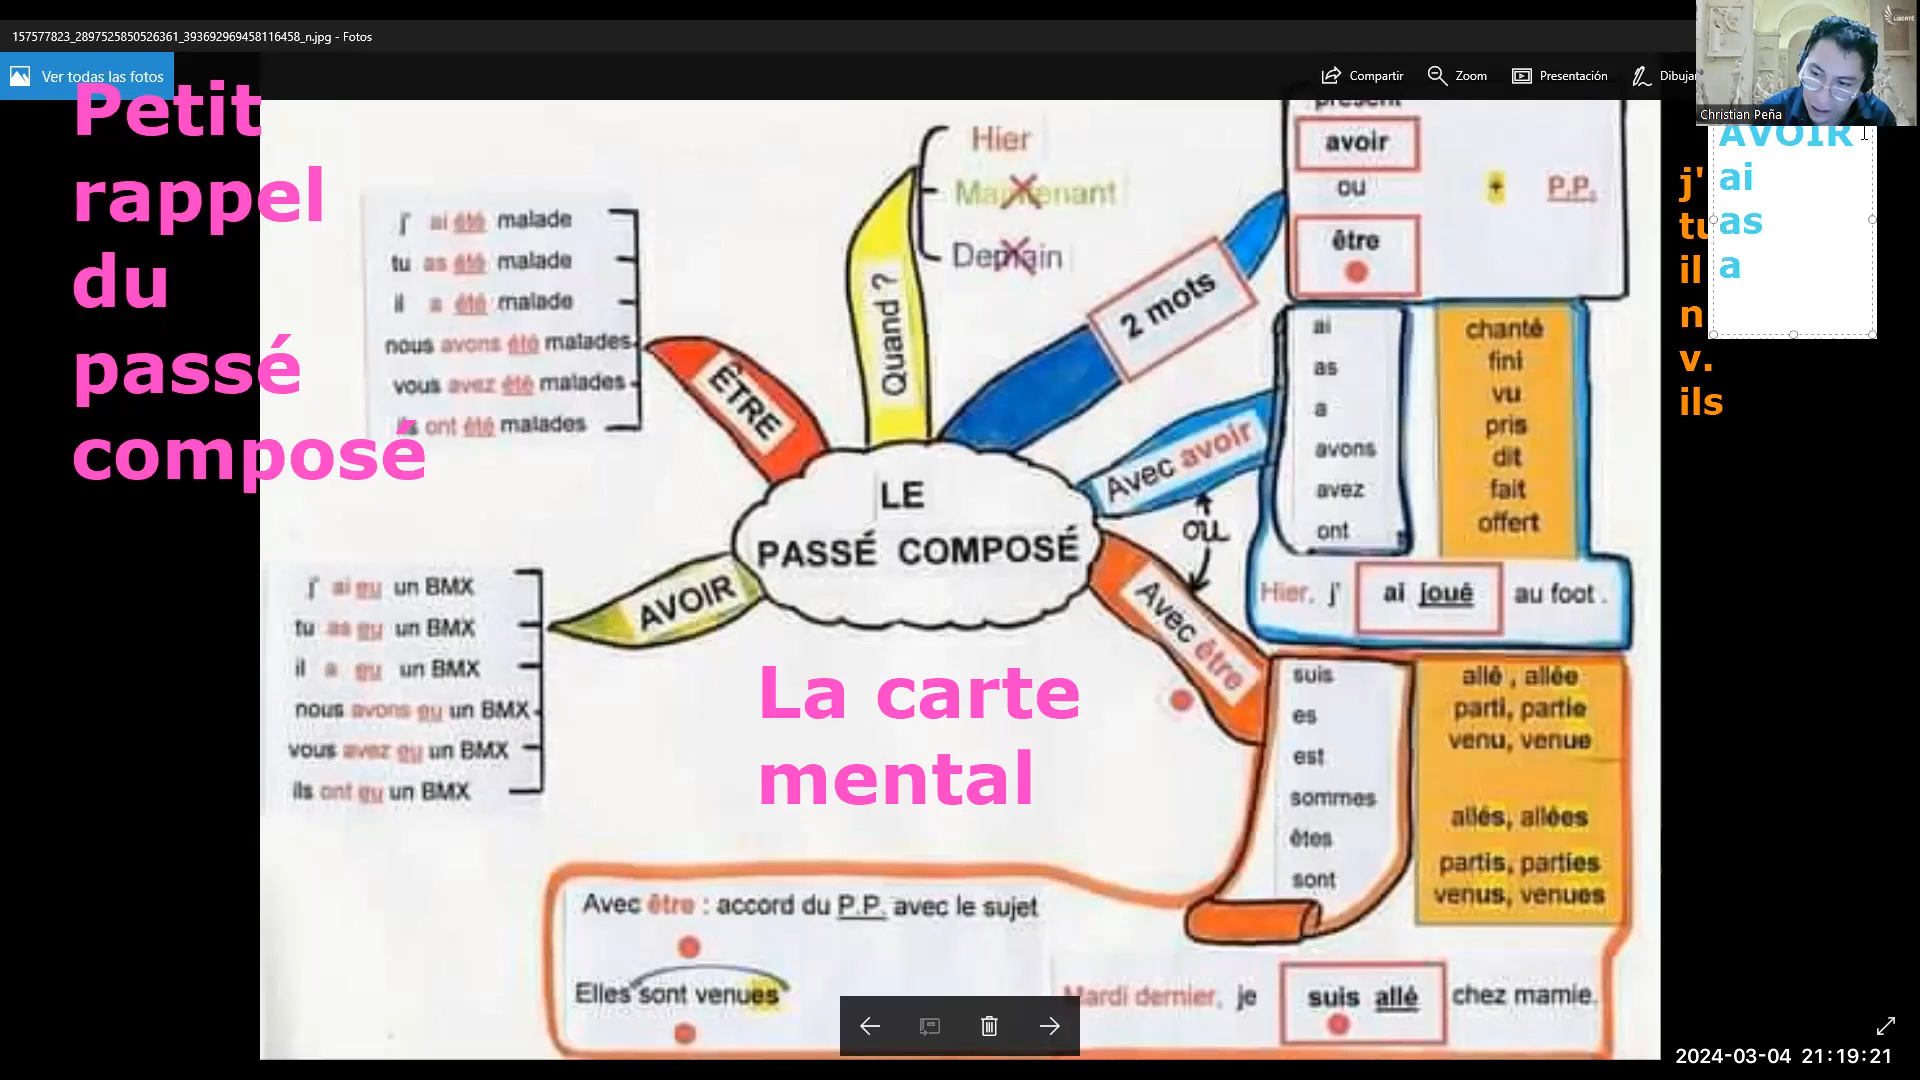 157577823_2897525850526361_393692969458116458_n.jpg - Fotos
Ver todas las fotos
Compartir
Zoom
Presentación
Dibujar
LIBERTÉ
Christian Peña
Petit
rappel
du
passé
composé
j' ai été malade
tu as été malade
il a été malade
nous avons été malades
vous avez été malades
ils ont été malades
ÊTRE
Quand ?
Hier
Maintenant
Demain
2 mots
présent
avoir
ou
être
+ P.P.
AVOIR
ai
as
a
j'
tu
il
n
v.
ils
LE
PASSÉ COMPOSÉ
Avec avoir
ou
Avec être
ai
as
a
avons
avez
ont
chanté
fini
vu
pris
dit
fait
offert
Hier, j' ai joué au foot .
AVOIR
j' ai eu un BMX
tu as eu un BMX
il a eu un BMX
nous avons eu un BMX
vous avez eu un BMX
ils ont eu un BMX
La carte
mental
suis
es
est
sommes
êtes
sont
allé , allée
parti, partie
venu, venue
allés, allées
partis, parties
venus, venues
Avec être : accord du P.P. avec le sujet
Elles sont venues
Mardi dernier, je suis allé chez mamie.
2024-03-04 21:19:21